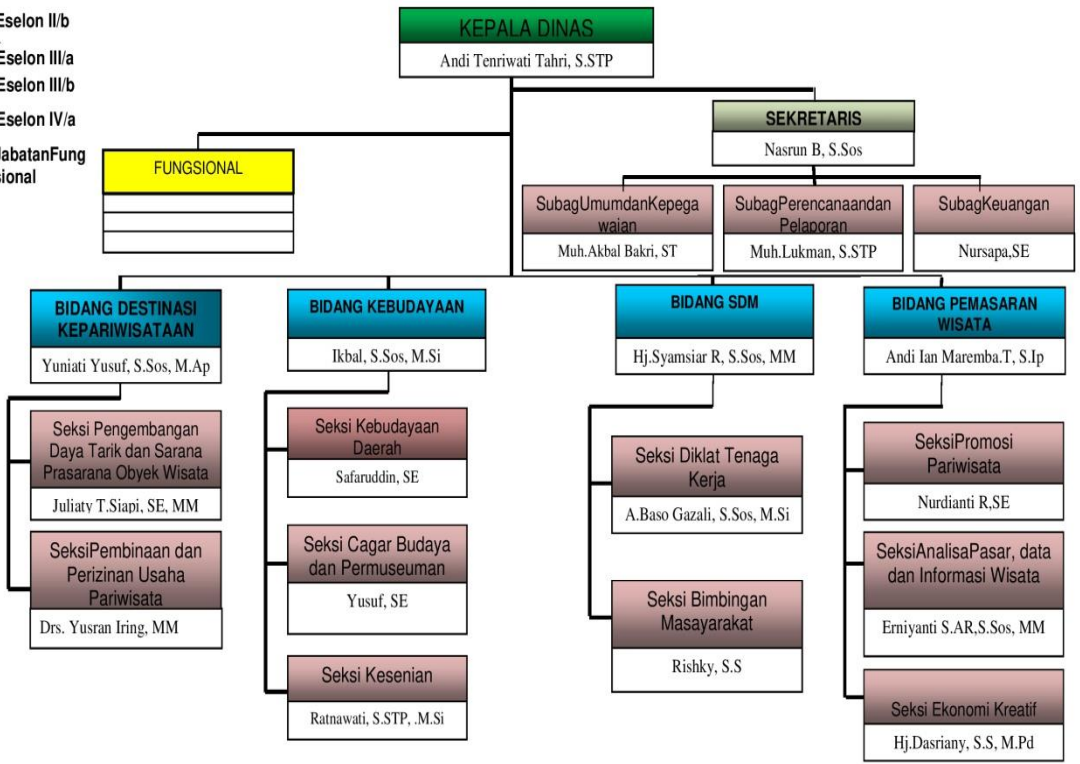 Eselon II/b
Eselon III/a
Eselon III/b
Eselon IV/a
JabatanFung
sional
KEPALA DINAS
Andi Tenriwati Tahri, S.STP
SEKRETARIS
Nasrun B, S.Sos
FUNGSIONAL
SubagUmumdanKepega
waian
Muh.Akbal Bakri, ST
SubagPerencanaandan
Pelaporan
Muh.Lukman, S.STP
SubagKeuangan
Nursapa,SE
BIDANG DESTINASI
KEPARIWISATAAN
Yuniati Yusuf, S.Sos, M.Ap
BIDANG KEBUDAYAAN
Ikbal, S.Sos, M.Si
BIDANG SDM
Hj.Syamsiar R, S.Sos, MM
BIDANG PEMASARAN
WISATA
Andi Ian Maremba.T, S.Ip
Seksi Pengembangan
Daya Tarik dan Sarana
Prasarana Obyek Wisata
Juliaty T.Siapi, SE, MM
SeksiPembinaan dan
Perizinan Usaha
Pariwisata
Drs. Yusran Iring, MM
Seksi Kebudayaan
Daerah
Safaruddin, SE
Seksi Cagar Budaya
dan Permuseuman
Yusuf, SE
Seksi Kesenian
Ratnawati, S.STP, .M.Si
Seksi Diklat Tenaga
Kerja
A.Baso Gazali, S.Sos, M.Si
Seksi Bimbingan
Masayarakat
Rishky, S.S
SeksiPromosi
Pariwisata
Nurdianti R,SE
SeksiAnalisaPasar, data
dan Informasi Wisata
Erniyanti S.AR,S.Sos, MM
Seksi Ekonomi Kreatif
Hj.Dasriany, S.S, M.Pd